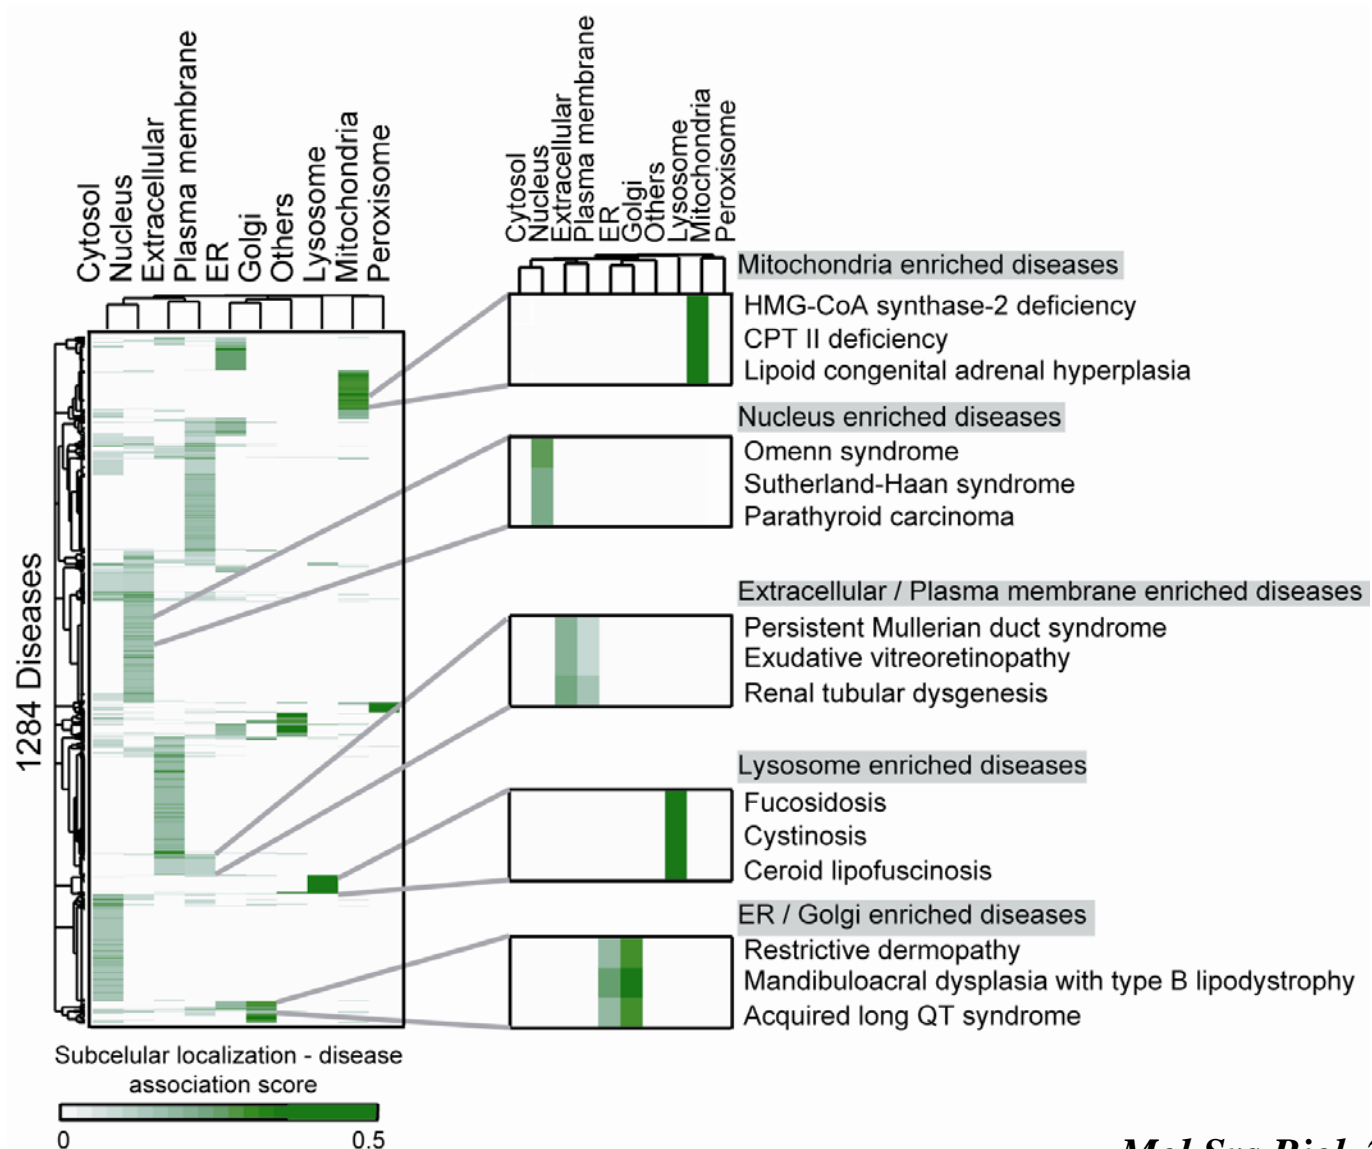 Cytosol
Nucleus
Extracellular
Plasma membrane
ER
Golgi
Others
Lysosome
Mitochondria
Peroxisome
Cytosol
Nucleus
Extracellular
Plasma membrane
ER
Golgi
Others
Lysosome
Mitochondria
Peroxisome
1284 Diseases
Mitochondria enriched diseases
HMG-CoA synthase-2 deficiency
CPT II deficiency
Lipoid congenital adrenal hyperplasia
Nucleus enriched diseases
Omenn syndrome
Sutherland-Haan syndrome
Parathyroid carcinoma
Extracellular / Plasma membrane enriched diseases
Persistent Mullerian duct syndrome
Exudative vitreoretinopathy
Renal tubular dysgenesis
Lysosome enriched diseases
Fucosidosis
Cystinosis
Ceroid lipofuscinosis
ER / Golgi enriched diseases
Restrictive dermopathy
Mandibuloacral dysplasia with type B lipodystrophy
Acquired long QT syndrome
Subcelular localization - disease
association score
0 0.5